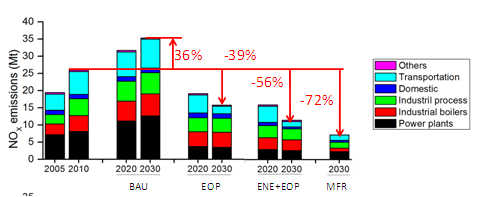 NOx emissions (Mt)
40
35
30
25
20
15
10
5
0
36%
-39%
-56%
-72%
Others
Transportation
Domestic
Industril process
Industrial boilers
Power plants
2005 2010 2020 2030 2020 2030 2020 2030 2030
BAU EOP ENE+EOP MFR